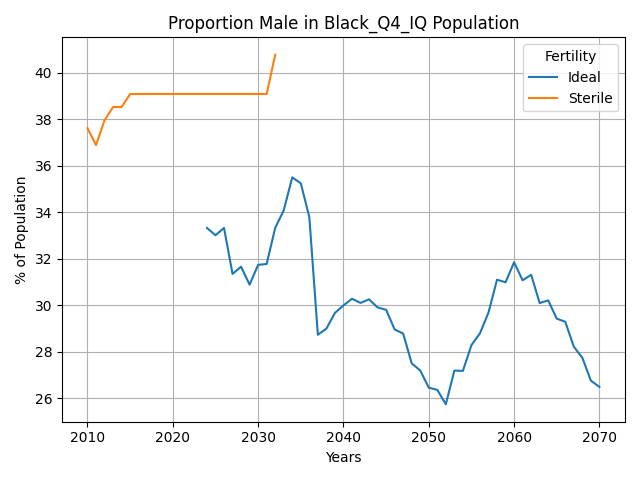 Proportion Male in Black_Q4_IQ Population
Fertility
Ideal
Sterile
% of Population
40
38
36
34
32
30
28
26
2010 2020 2030 2040 2050 2060 2070
Years